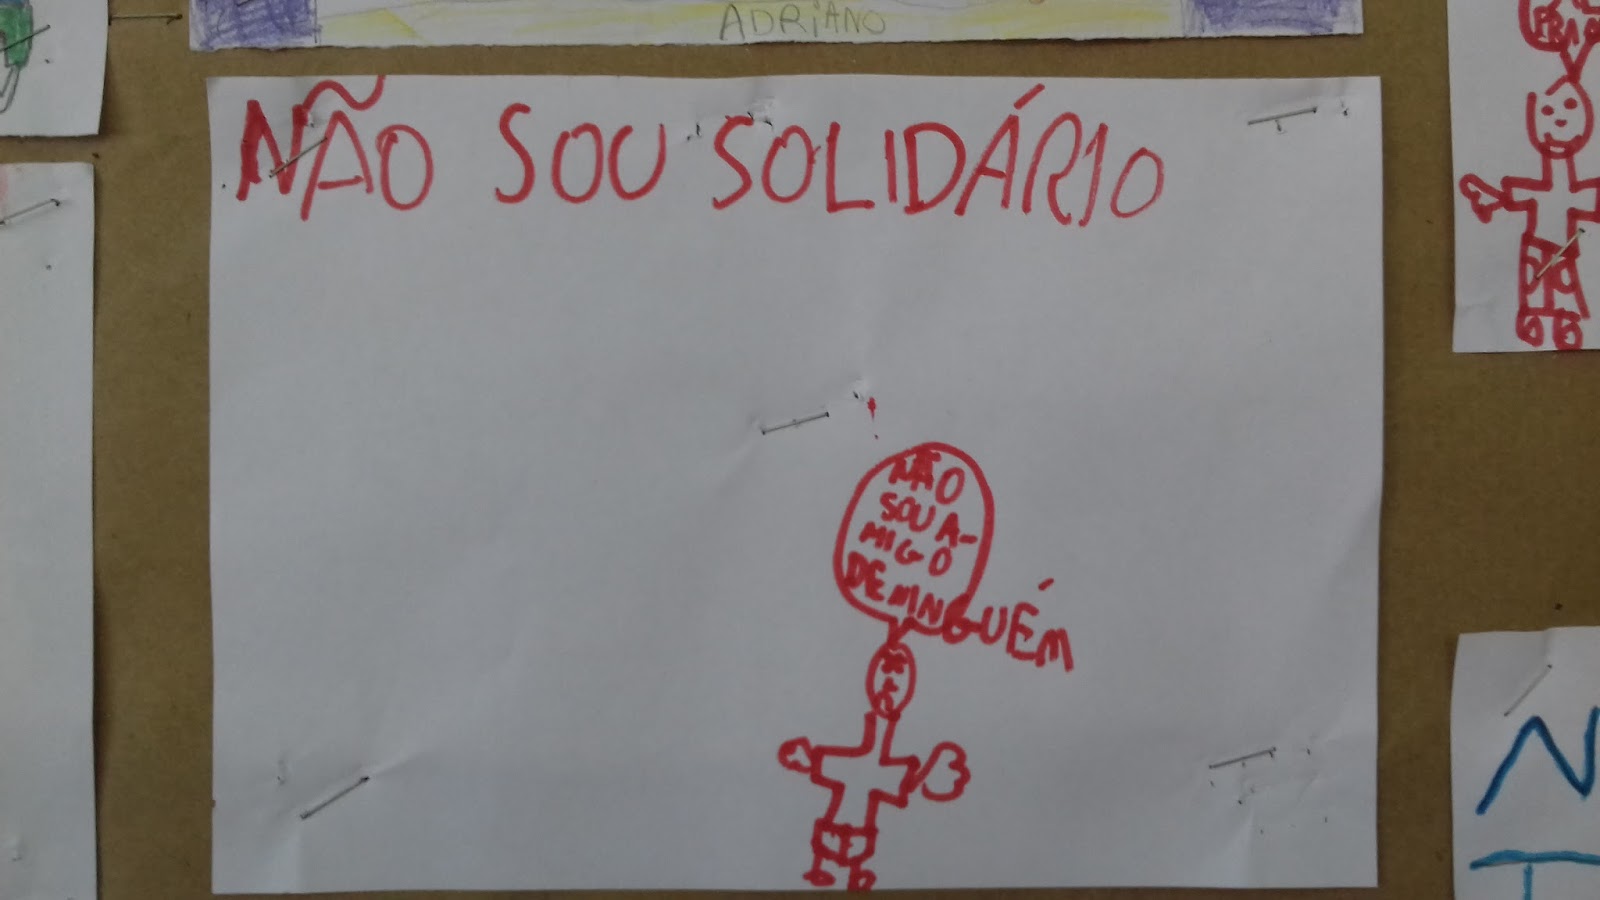 ADRIANO
NÃO SOU SOLIDÁRIO
NÃO
SOU A-
MIGO
DE NINGUÉM
N